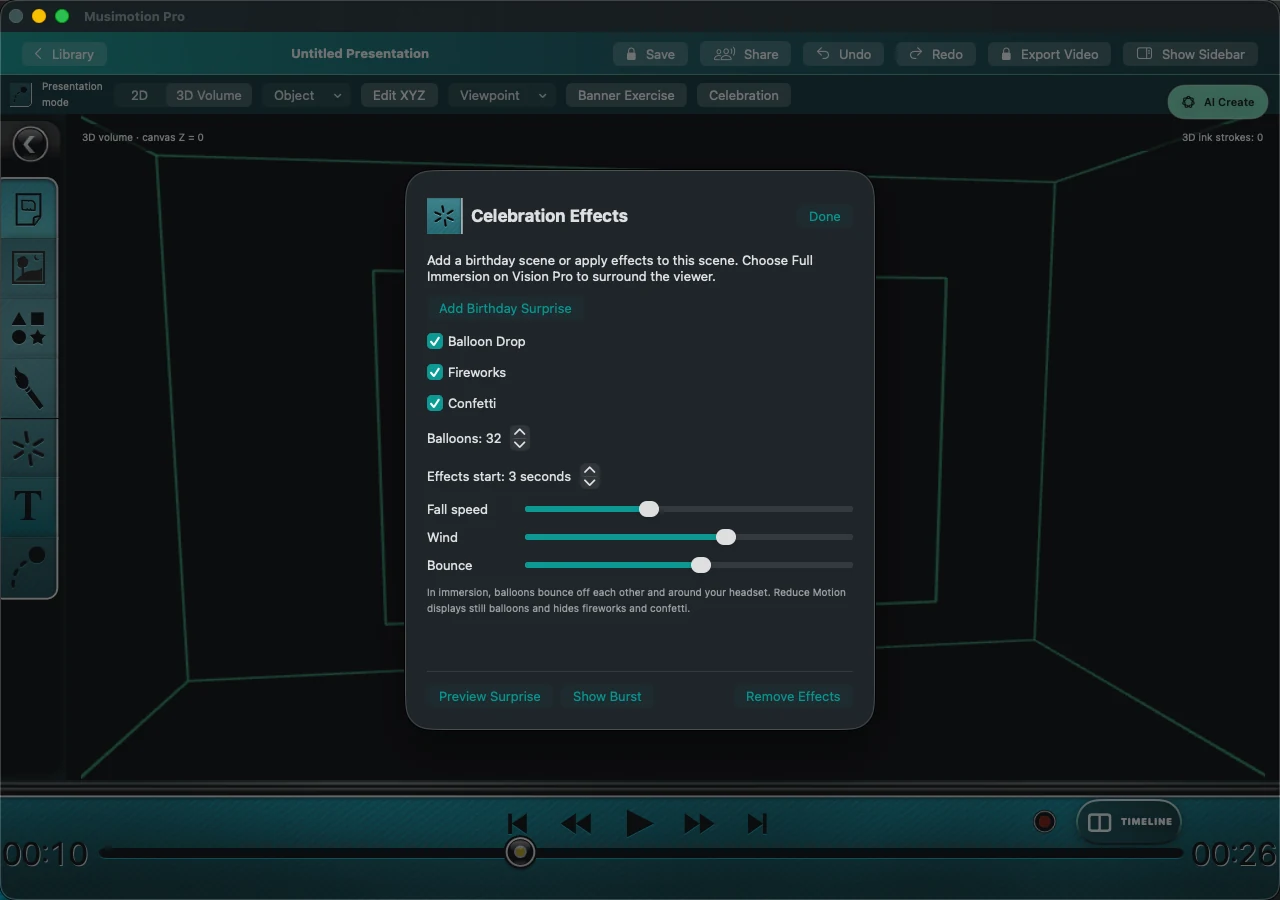 Musimotion Pro
Library
Untitled Presentation
Save
Share
Undo
Redo
Export Video
Show Sidebar
Presentation
mode
2D
3D Volume
Object
Edit XYZ
Viewpoint
Banner Exercise
Celebration
AI Create
3D volume - canvas Z = 0
3D ink strokes: 0
Celebration Effects
Done
Add a birthday scene or apply effects to this scene. Choose Full
Immersion on Vision Pro to surround the viewer.
Add Birthday Surprise
Balloon Drop
Fireworks
Confetti
Balloons: 32
Effects start: 3 seconds
Fall speed
Wind
Bounce
In immersion, balloons bounce off each other and around your headset. Reduce Motion
displays still balloons and hides fireworks and confetti.
Preview Surprise
Show Burst
Remove Effects
T
TIMELINE
00:10
00:26